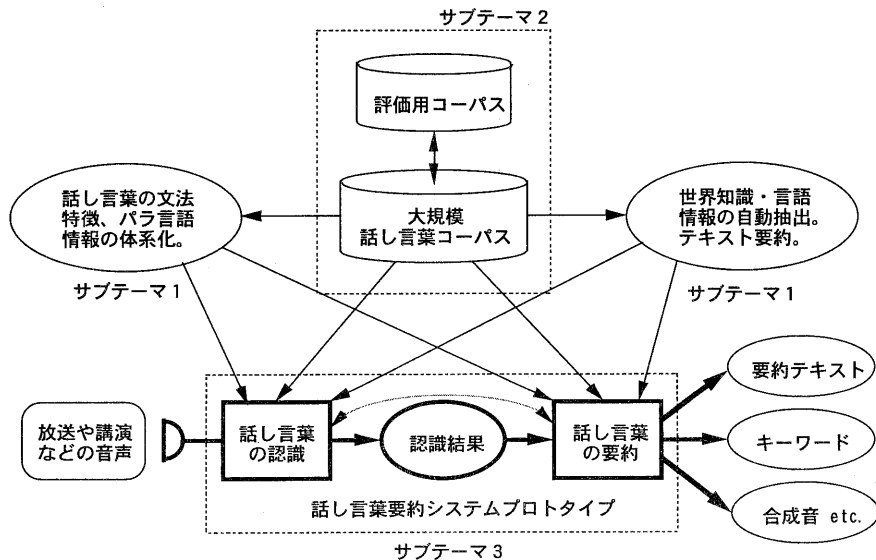 サブテーマ2
評価用コーパス
大規模
話し言葉コーパス
話し言葉の文法
特徴、パラ言語
情報の体系化。
サブテーマ1
世界知識・言語
情報の自動抽出。
テキスト要約。
サブテーマ1
放送や講演
などの音声
話し言葉
の認識
認識結果
話し言葉
の要約
要約テキスト
キーワード
合成音 etc.
話し言葉要約システムプロトタイプ
サブテーマ3